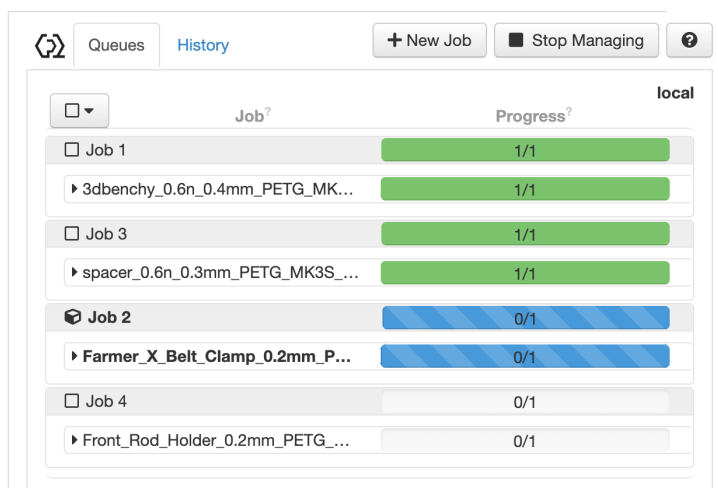 Queues
History
New Job
Stop Managing
?
local
Job?
Progress?
Job 1
1/1
3dbenchy_0.6n_0.4mm_PETG_MK...
1/1
Job 3
1/1
spacer_0.6n_0.3mm_PETG_MK3S_...
1/1
Job 2
0/1
Farmer_X_Belt_Clamp_0.2mm_P...
0/1
Job 4
0/1
Front_Rod_Holder_0.2mm_PETG_...
0/1